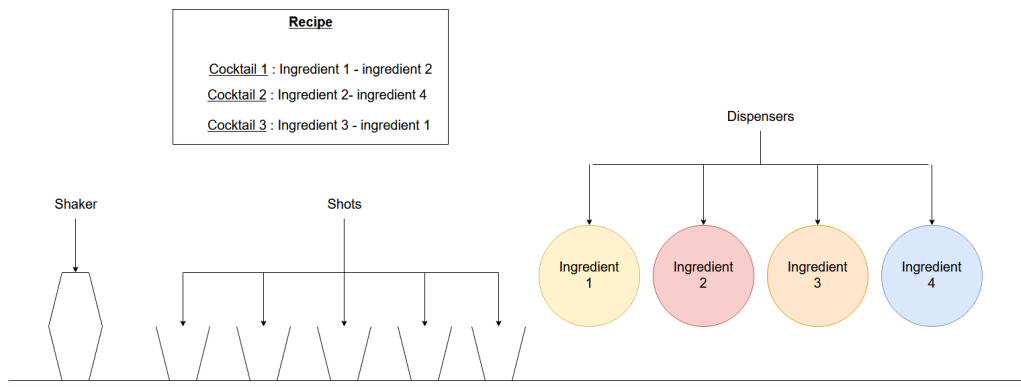 Recipe
Cocktail 1 : Ingredient 1 - ingredient 2
Cocktail 2 : Ingredient 2- ingredient 4
Cocktail 3 : Ingredient 3 - ingredient 1
Dispensers
Shaker
Shots
Ingredient
1
Ingredient
2
Ingredient
3
Ingredient
4